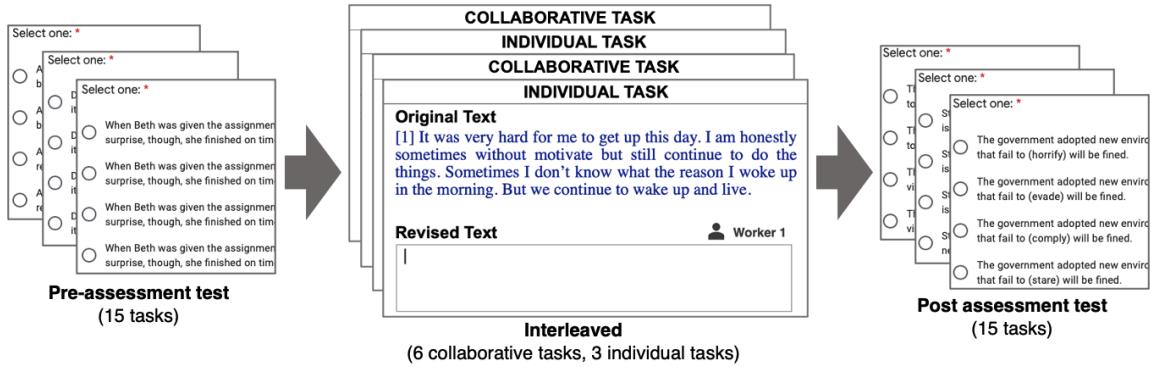 Select one: *
Select one: *
Select one: *
When Beth was given the assignmen
surprise, though, she finished on tim
When Beth was given the assignmen
surprise, though, she finished on tim
When Beth was given the assignmen
surprise, though, she finished on tim
When Beth was given the assignmen
surprise, though, she finished on tim
Pre-assessment test
(15 tasks)
COLLABORATIVE TASK
INDIVIDUAL TASK
COLLABORATIVE TASK
INDIVIDUAL TASK
Original Text
[1] It was very hard for me to get up this day. I am honestly
sometimes without motivate but still continue to do the
things. Sometimes I don't know what the reason I woke up
in the morning. But we continue to wake up and live.
Revised Text
Worker 1
Interleaved
(6 collaborative tasks, 3 individual tasks)
Select one: *
Select one: *
Select one: *
The government adopted new enviro
that fail to (horrify) will be fined.
The government adopted new enviro
that fail to (evade) will be fined.
The government adopted new enviro
that fail to (comply) will be fined.
The government adopted new enviro
that fail to (stare) will be fined.
Post assessment test
(15 tasks)